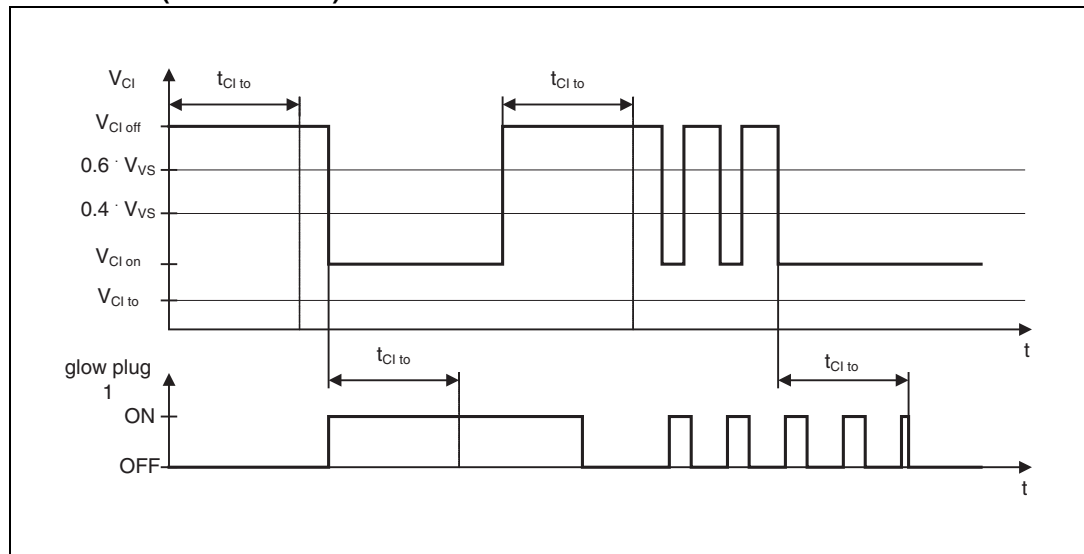 V_CI
t_CI to
t_CI to
V_CI off
0.6 · V_VS
0.4 · V_VS
V_CI on
V_CI to
t
glow plug
1
t_CI to
t_CI to
ON
OFF
t